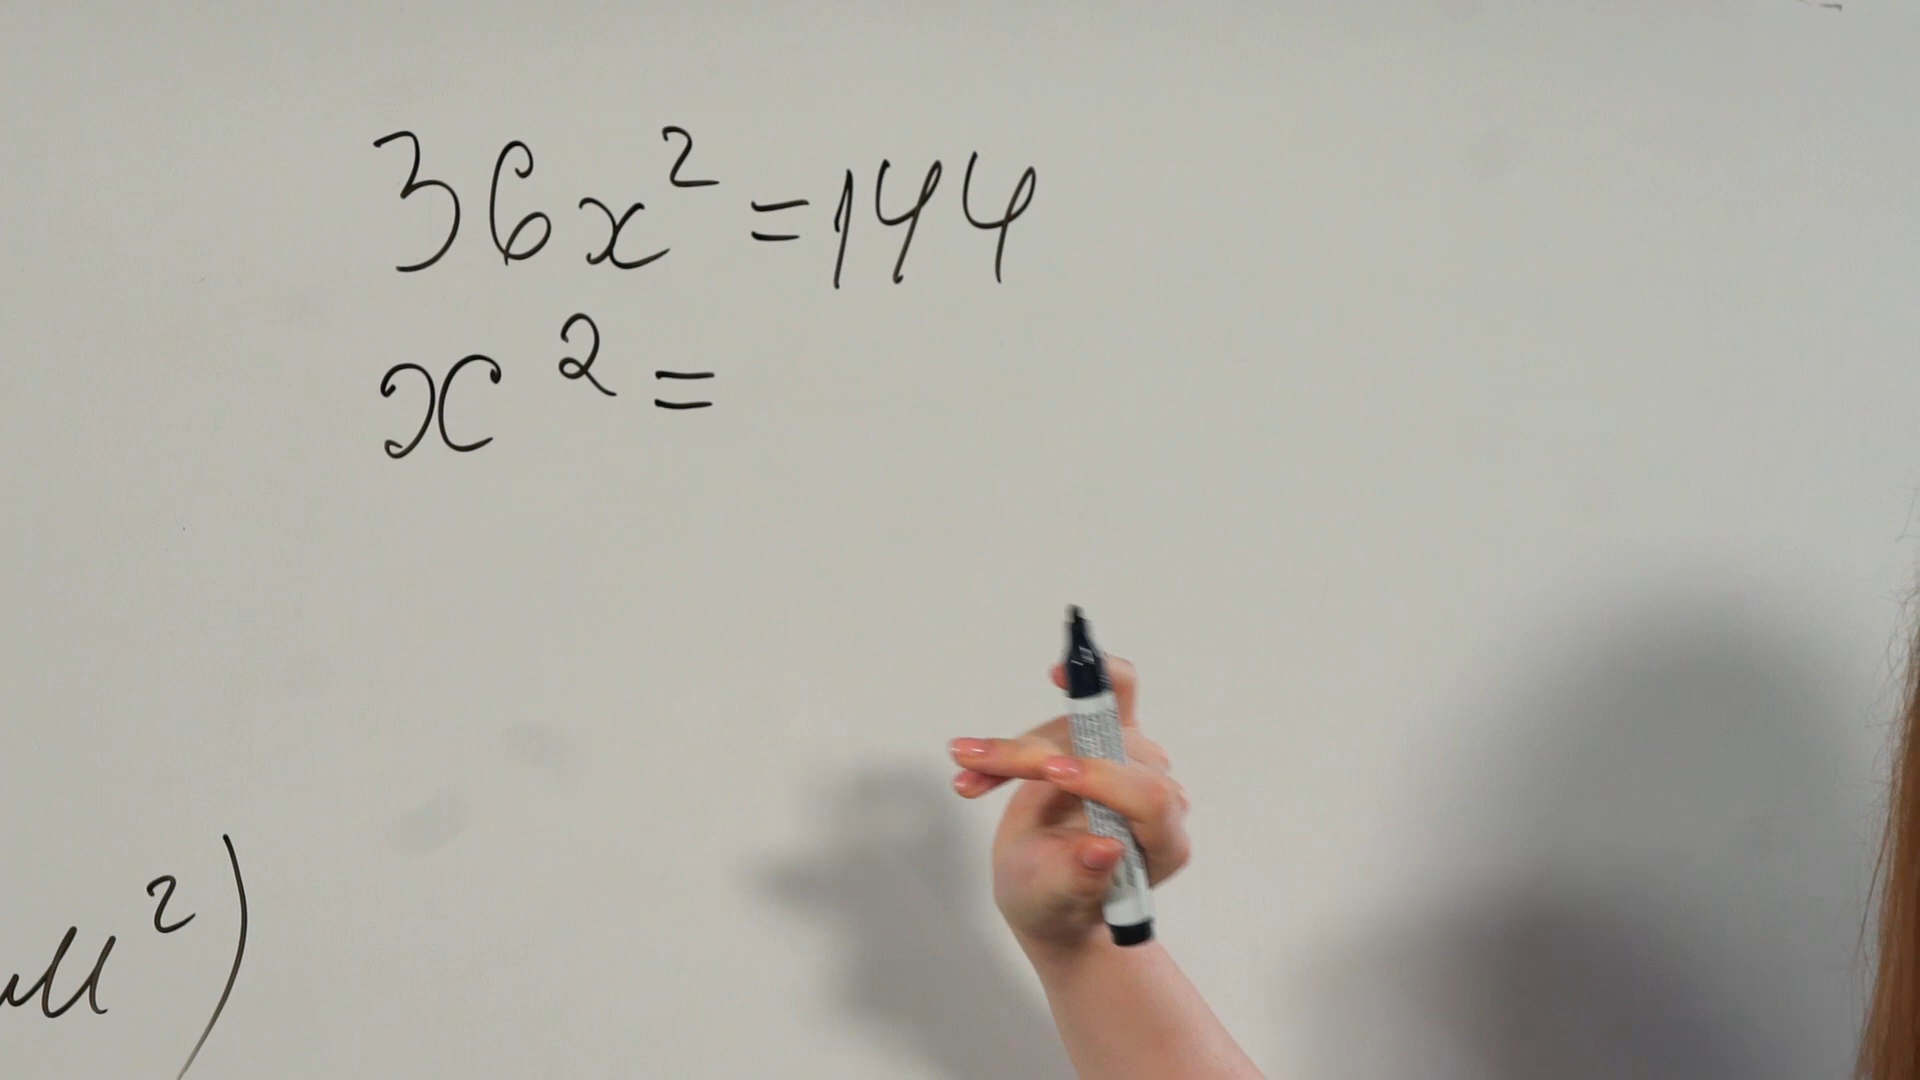 36x² = 144
x² =
м²)